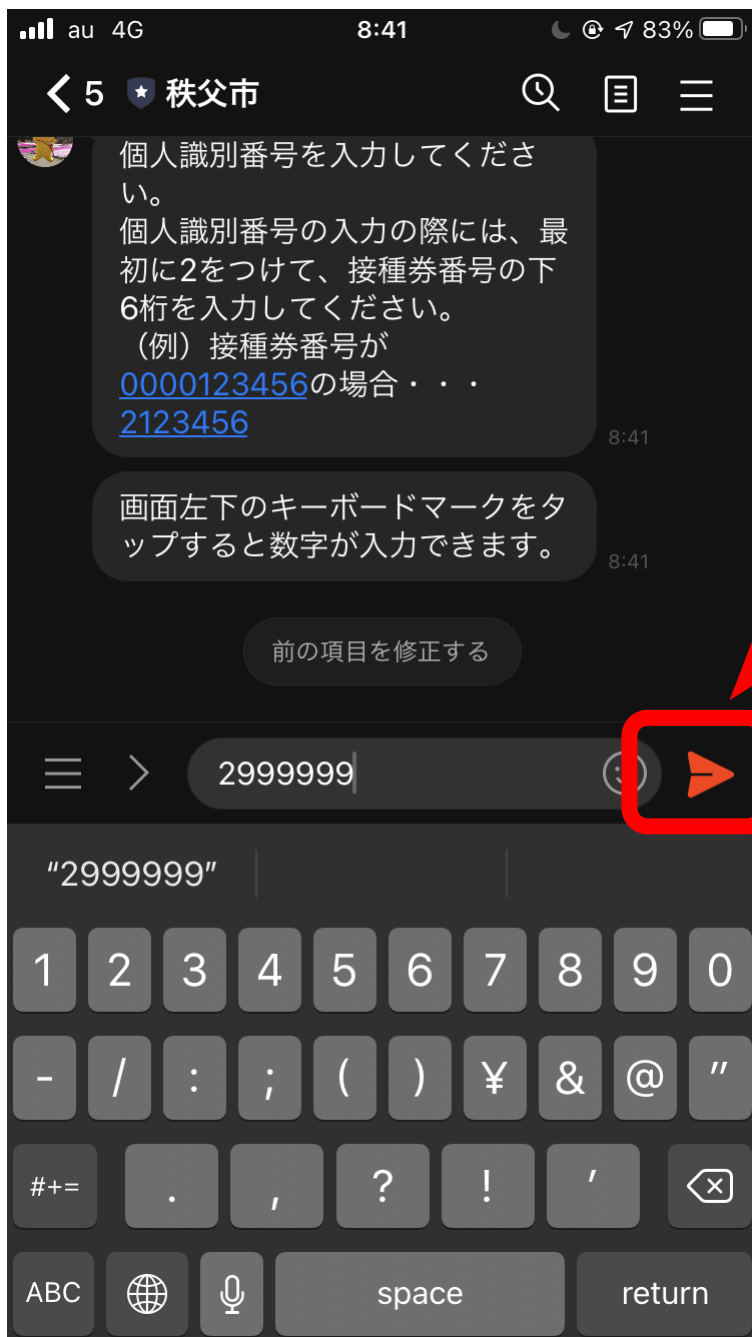 au 4G 8:41 83%
5 秩父市
個人識別番号を入力してくださ
い。
個人識別番号の入力の際には、最
初に2をつけて、接種券番号の下
6桁を入力してください。
（例）接種券番号が
0000123456の場合・・・
2123456
8:41
画面左下のキーボードマークをタ
ップすると数字が入力できます。
8:41
前の項目を修正する
2999999
“2999999”
1 2 3 4 5 6 7 8 9 0
- / : ; ( ) ¥ & @ "
#+= . , ? ! '
ABC space return